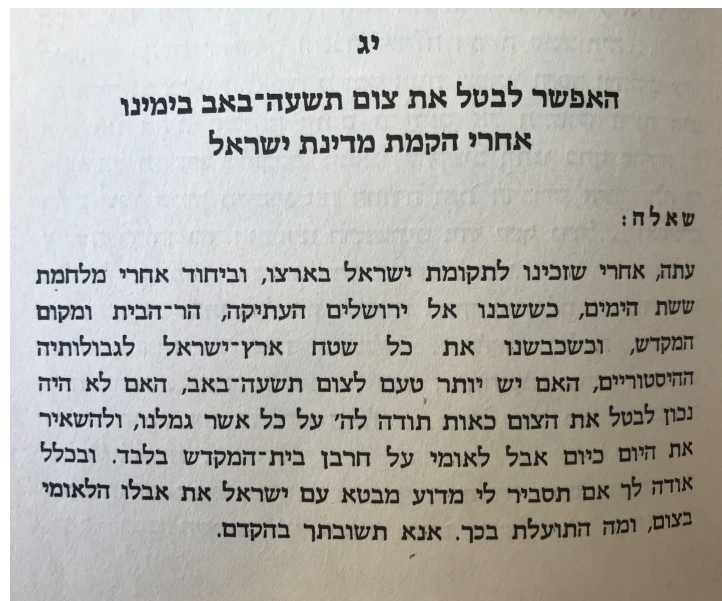 יג
האפשר לבטל את צום תשעה־באב בימינו
אחרי הקמת מדינת ישראל
שאלה:
עתה, אחרי שזכינו לתקומת ישראל בארצו, וביחוד אחרי מלחמת
ששת הימים, כששבנו אל ירושלים העתיקה, הר־הבית ומקום
המקדש, וכשכבשנו את כל שטח ארץ־ישראל לגבולותיה
ההיסטוריים, האם יש יותר טעם לצום תשעה־באב, האם לא היה
נכון לבטל את הצום כאות תודה לה׳ על כל אשר גמלנו, ולהשאיר
את היום כיום אבל לאומי על חרבן בית־המקדש בלבד. ובכלל
אודה לך אם תסביר לי מדוע מבטא עם ישראל את אבלו הלאומי
בצום, ומה התועלת בכך. אנא תשובתך בהקדם.